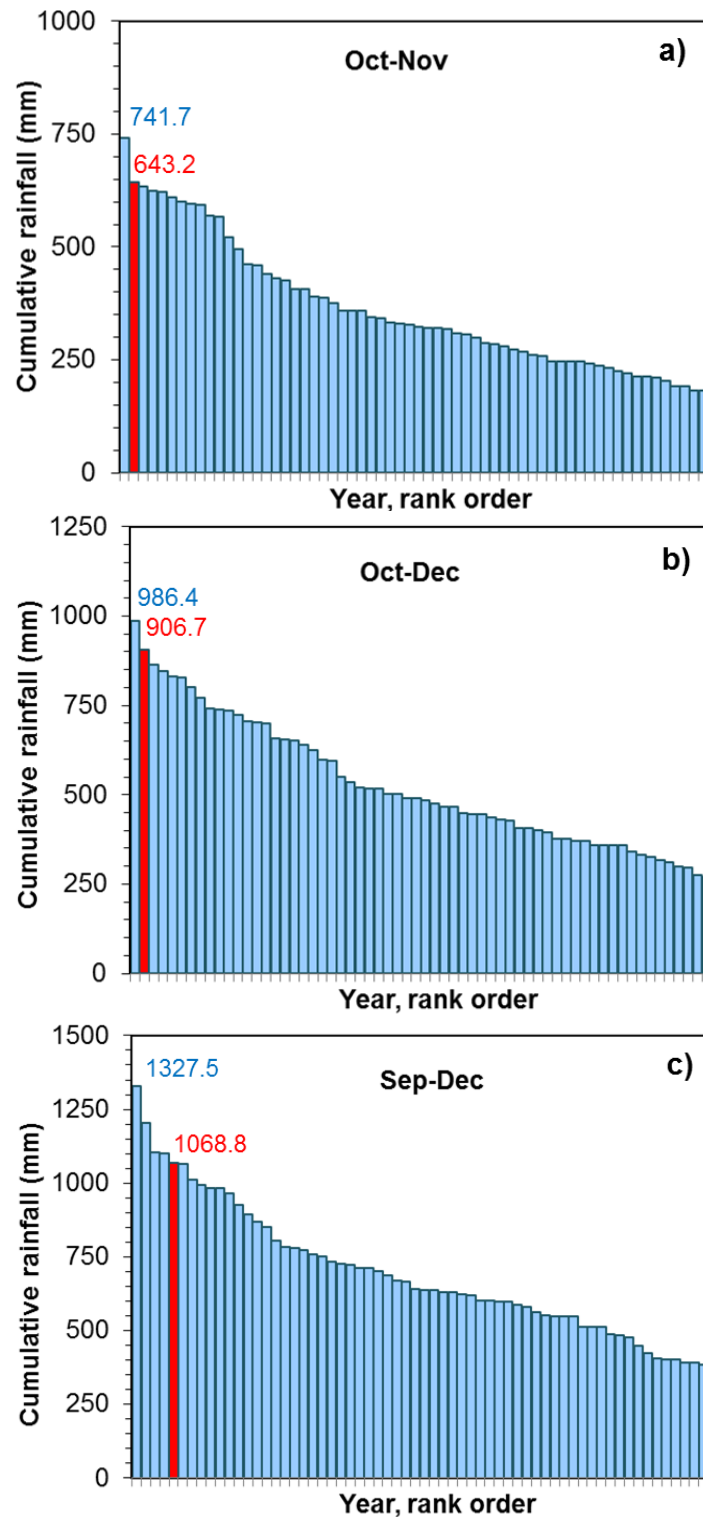 a)
Oct-Nov
1000
750
500
250
0
741.7
643.2
Cumulative rainfall (mm)
Year, rank order
b)
Oct-Dec
1250
1000
750
500
250
0
986.4
906.7
Cumulative rainfall (mm)
Year, rank order
c)
Sep-Dec
1500
1250
1000
750
500
250
0
1327.5
1068.8
Cumulative rainfall (mm)
Year, rank order